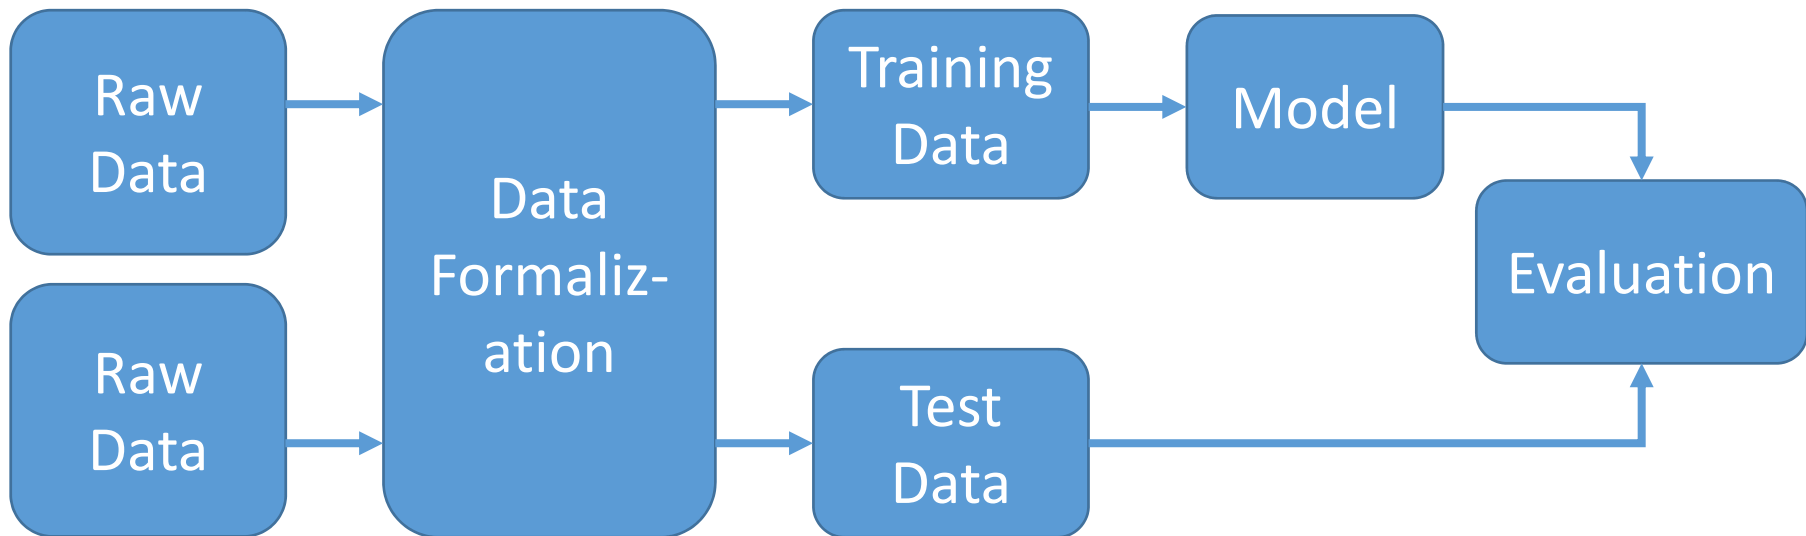 Raw
Data
Raw
Data
Data
Formaliz-
ation
Training
Data
Test
Data
Model
Evaluation